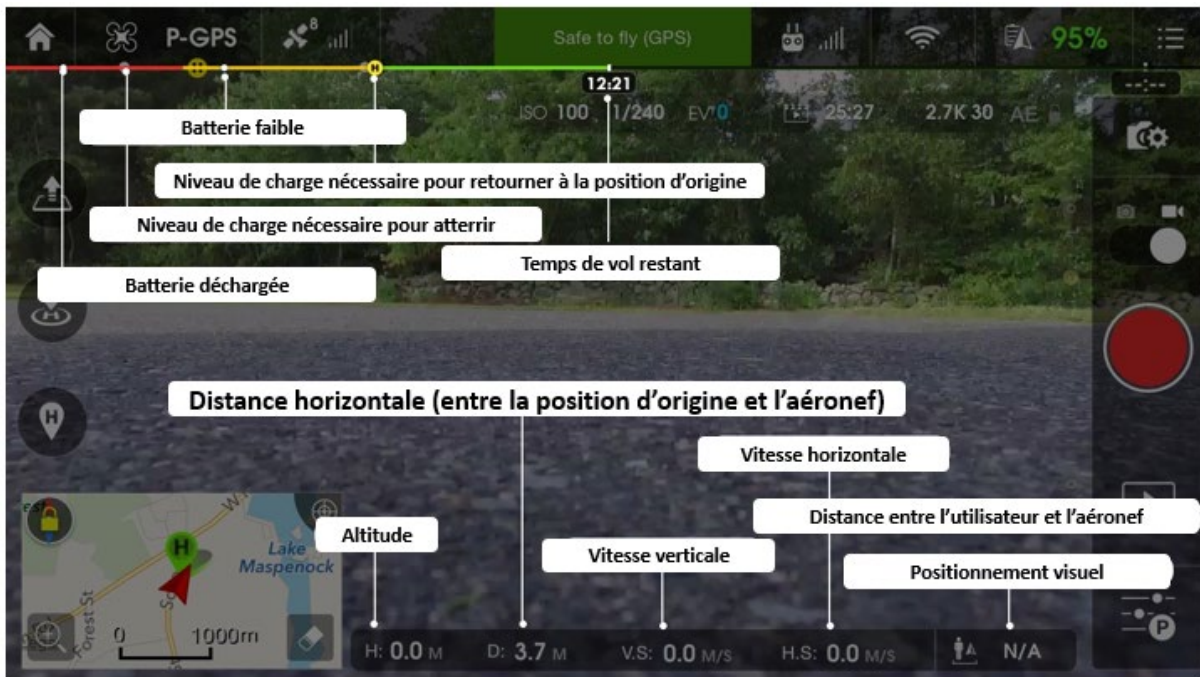 P-GPS
8
Safe to fly (GPS)
95%
H
12:21
ISO 100 1/240 EV 0 25:27 2.7K 30 AE
Batterie faible
Niveau de charge nécessaire pour retourner à la position d'origine
Niveau de charge nécessaire pour atterrir
Temps de vol restant
Batterie déchargée
H
Distance horizontale (entre la position d'origine et l'aéronef)
H
Vitesse horizontale
Distance entre l'utilisateur et l'aéronef
Altitude
Vitesse verticale
Positionnement visuel
H
Lake
Maspenock
Forest St
0 1000m
P
H: 0.0 M D: 3.7 M V.S: 0.0 M/S H.S: 0.0 M/S N/A